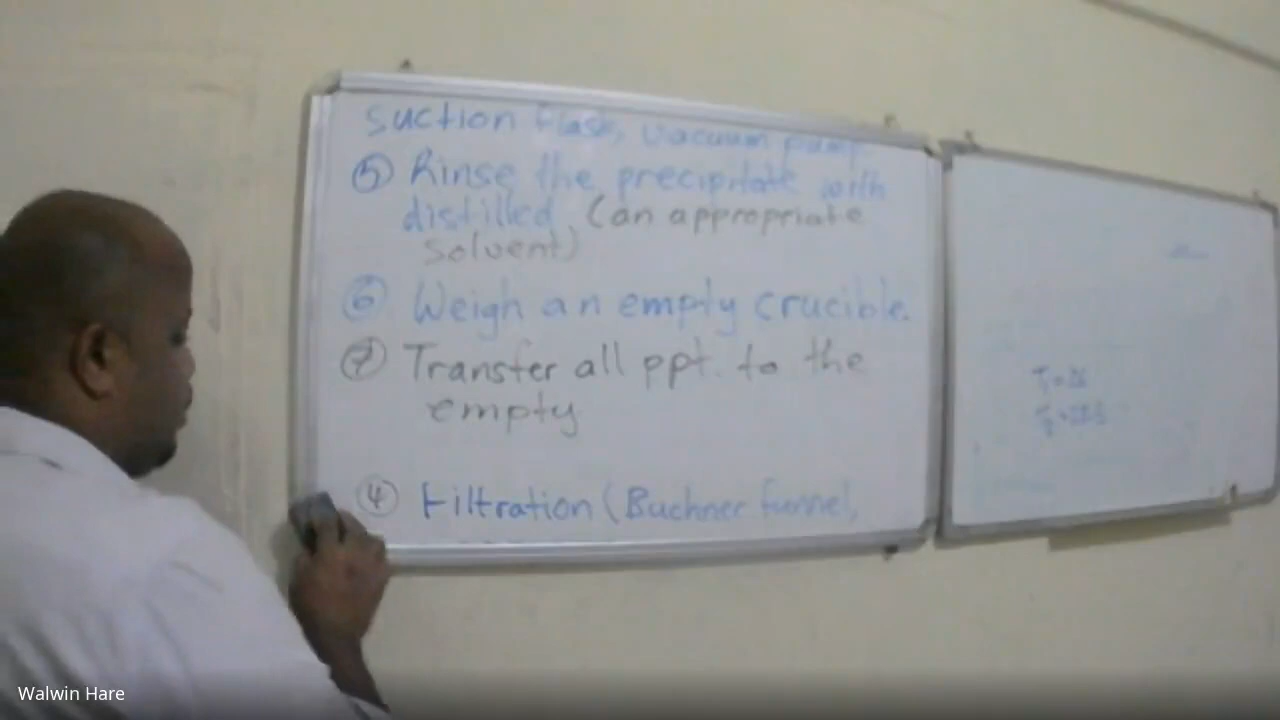 suction flask, vacuum pump
⑤ Rinse the precipitate with
distilled (an appropriate
solvent)
⑥ Weigh an empty crucible.
⑦ Transfer all ppt. to the
empty
④ Filtration (Buchner funnel,
Walwin Hare